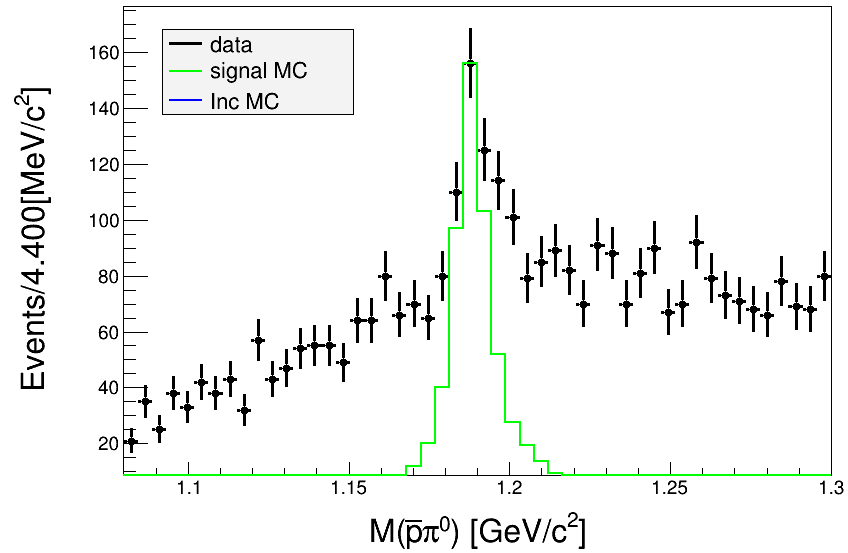 data
signal MC
Inc MC
Events/4.400[MeV/c²]
160
140
120
100
80
60
40
20
1.1 1.15 1.2 1.25 1.3
M(p̅π⁰) [GeV/c²]